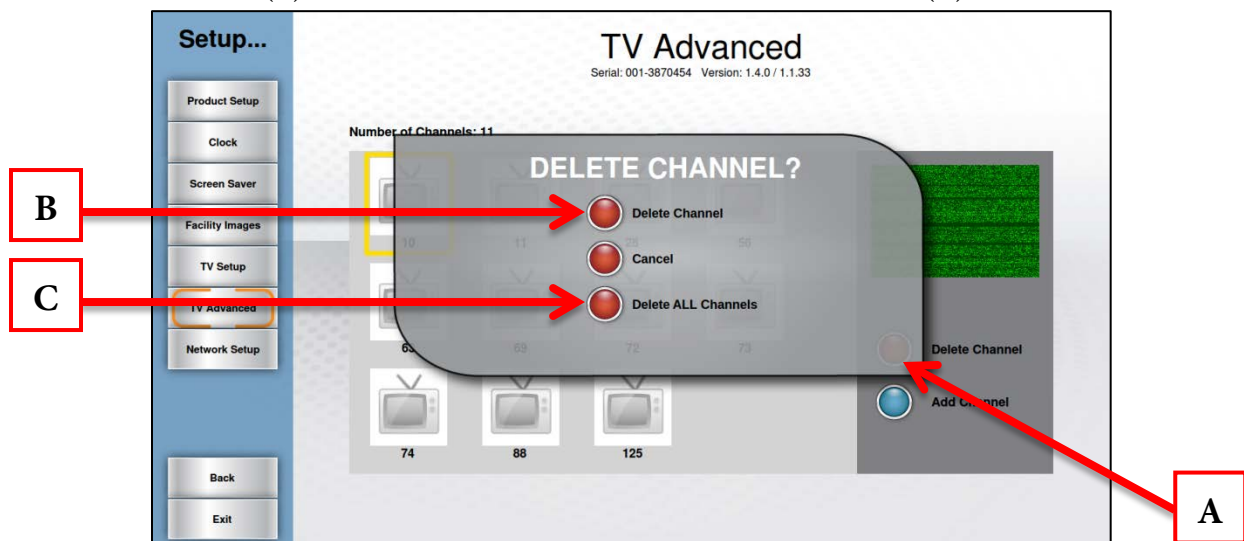 Setup...
TV Advanced
Serial: 001-3870454 Version: 1.4.0 / 1.1.33
Product Setup
Clock
Screen Saver
Facility Images
TV Setup
TV Advanced
Network Setup
Back
Exit
Number of Channels: 11
DELETE CHANNEL?
Delete Channel
Cancel
Delete ALL Channels
10 11 28 56
63 69 72 73
74 88 125
Delete Channel
Add Channel
B
C
A